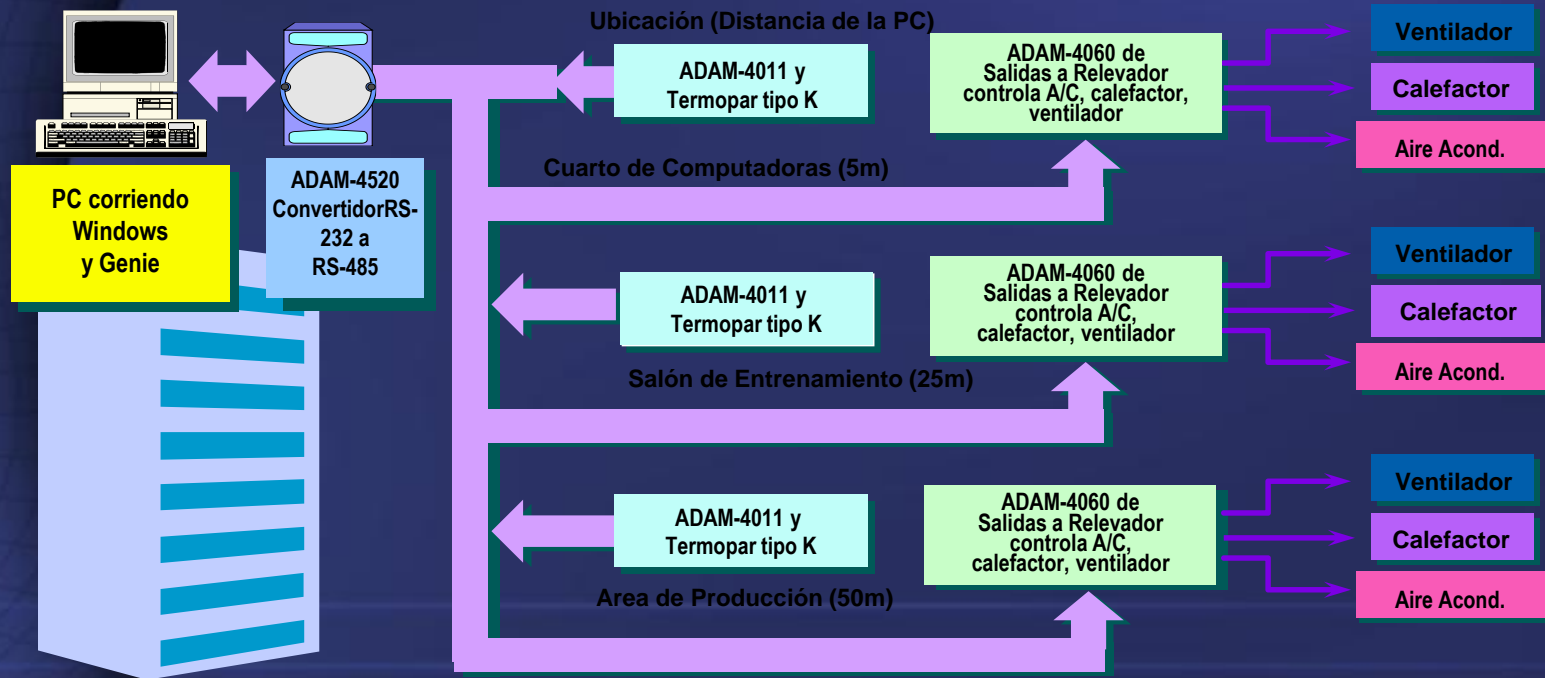 Ubicación (Distancia de la PC)
ADAM-4011 y
Termopar tipo K
ADAM-4060 de
Salidas a Relevador
controla A/C, calefactor,
ventilador
Ventilador
Calefactor
Aire Acond.
PC corriendo
Windows
y Genie
ADAM-4520
ConvertidorRS-
232 a
RS-485
Cuarto de Computadoras (5m)
ADAM-4011 y
Termopar tipo K
ADAM-4060 de
Salidas a Relevador
controla A/C,
calefactor, ventilador
Ventilador
Calefactor
Aire Acond.
Salón de Entrenamiento (25m)
ADAM-4011 y
Termopar tipo K
ADAM-4060 de
Salidas a Relevador
controla A/C,
calefactor, ventilador
Ventilador
Calefactor
Aire Acond.
Area de Producción (50m)